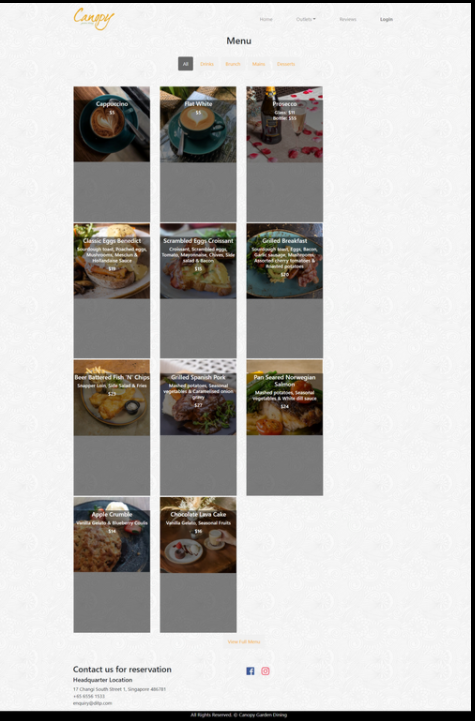 Canopy
Home Outlets Reviews Login
Menu
All Drinks Brunch Mains Desserts
Cappuccino
$5
Flat White
$5
Prosecco
Glass: $11
Bottle: $55
Classic Eggs Benedict
Sourdough toast, Poached eggs,
Mushrooms, Mesclun &
Hollandaise Sauce
Scrambled Eggs Croissant
Croissant, Scrambled eggs,
Tomato, Mayonnaise, Chives, Side
salad & Bacon
$16
Grilled Breakfast
Sourdough toast, Eggs, Bacon,
Garlic sausage, Mushrooms,
Assorted cherry tomatoes &
Roasted potatoes
$20
Beer Battered Fish 'N' Chips
Snapper Loin, Side Salad & Fries
$23
Grilled Spanish Pork
Mashed potatoes, Seasonal
vegetables & Caramelised onion
gravy
$27
Pan Seared Norwegian
Salmon
Mashed potatoes, Seasonal
vegetables & White dill sauce
$24
Apple Crumble
Vanilla Gelato & Blueberry Coulis
$14
Chocolate Lava Cake
Vanilla Gelato, Seasonal Fruits
$14
View Full Menu
Contact us for reservation
Headquarter Location
17 Changi South Street 1, Singapore 486781
+65 6556 1533
All Rights Reserved. © Canopy Garden Dining